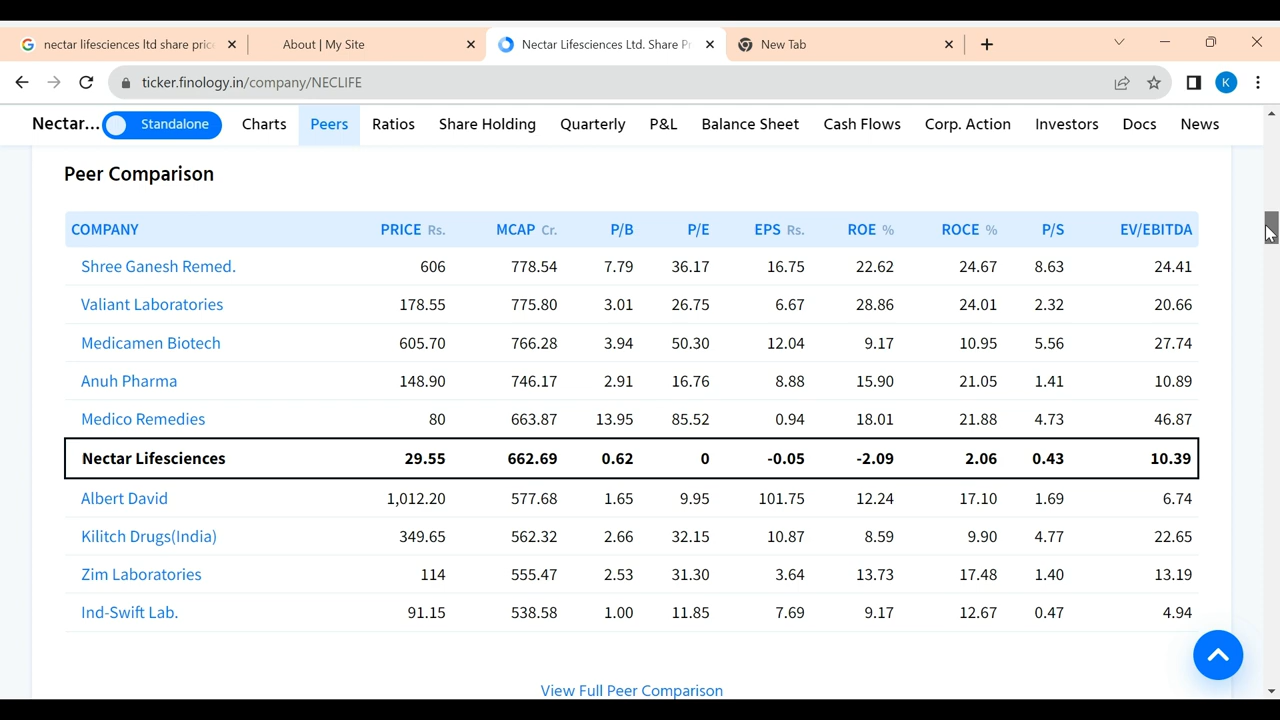 nectar lifesciences ltd share pric
About | My Site
Nectar Lifesciences Ltd. Share Pr
New Tab
ticker.finology.in/company/NECLIFE
K
Nectar... Standalone Charts Peers Ratios Share Holding Quarterly P&L Balance Sheet Cash Flows Corp. Action Investors Docs News
Peer Comparison
COMPANY PRICE Rs. MCAP Cr. P/B P/E EPS Rs. ROE % ROCE % P/S EV/EBITDA
Shree Ganesh Remed. 606 778.54 7.79 36.17 16.75 22.62 24.67 8.63 24.41
Valiant Laboratories 178.55 775.80 3.01 26.75 6.67 28.86 24.01 2.32 20.66
Medicamen Biotech 605.70 766.28 3.94 50.30 12.04 9.17 10.95 5.56 27.74
Anuh Pharma 148.90 746.17 2.91 16.76 8.88 15.90 21.05 1.41 10.89
Medico Remedies 80 663.87 13.95 85.52 0.94 18.01 21.88 4.73 46.87
Nectar Lifesciences 29.55 662.69 0.62 0 -0.05 -2.09 2.06 0.43 10.39
Albert David 1,012.20 577.68 1.65 9.95 101.75 12.24 17.10 1.69 6.74
Kilitch Drugs(India) 349.65 562.32 2.66 32.15 10.87 8.59 9.90 4.77 22.65
Zim Laboratories 114 555.47 2.53 31.30 3.64 13.73 17.48 1.40 13.19
Ind-Swift Lab. 91.15 538.58 1.00 11.85 7.69 9.17 12.67 0.47 4.94
View Full Peer Comparison